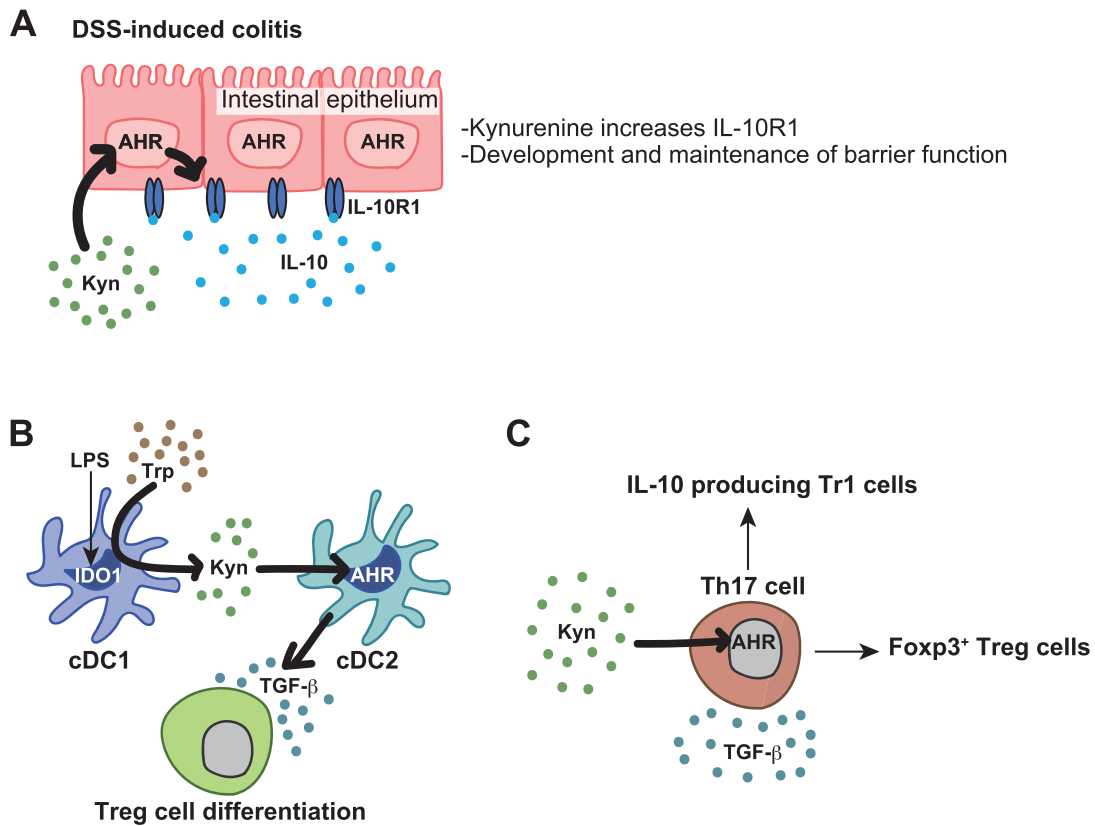 A
DSS-induced colitis
Intestinal epithelium
AHR
AHR
AHR
-Kynurenine increases IL-10R1
-Development and maintenance of barrier function
IL-10R1
IL-10
Kyn
B
LPS
Trp
IDO1
Kyn
AHR
cDC1
cDC2
TGF-β
Treg cell differentiation
C
IL-10 producing Tr1 cells
Th17 cell
Kyn
AHR
Foxp3⁺ Treg cells
TGF-β